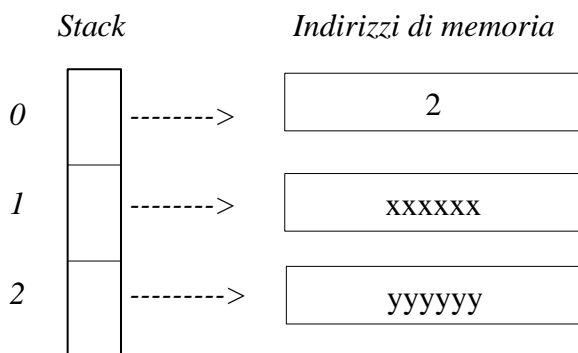 Stack Indirizzi di memoria
0 --------> 2
1 --------> xxxxxx
2 ---------> yyyyyy